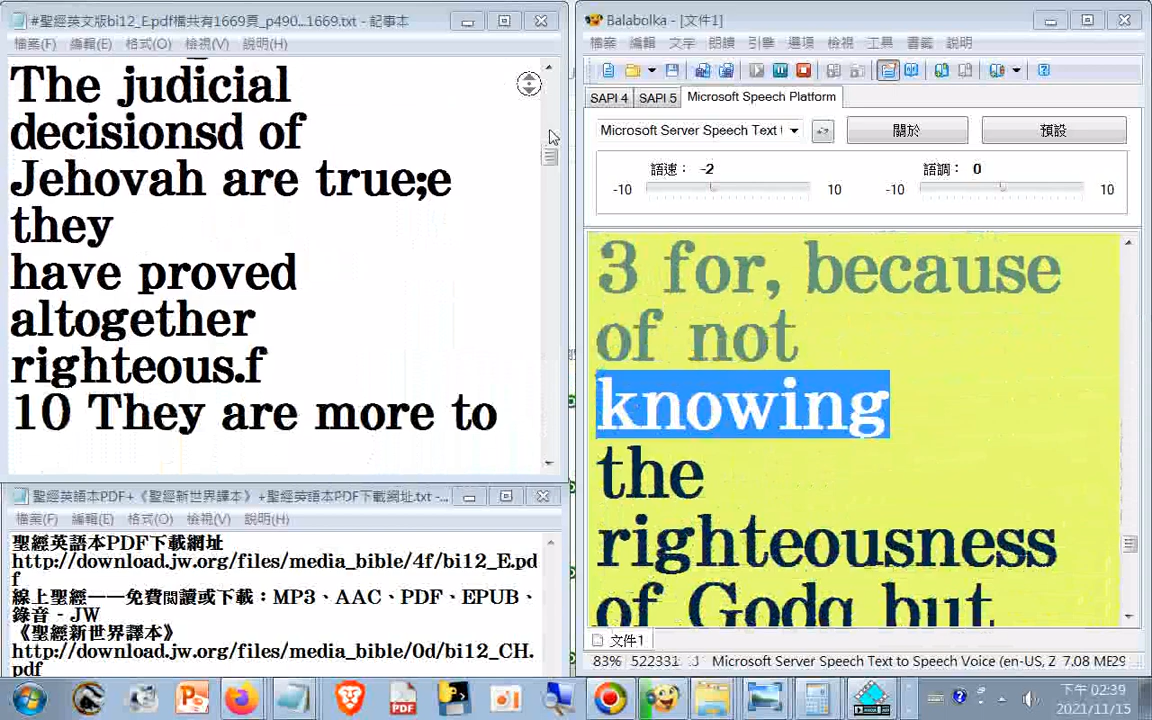 #聖經英文版bi12_E.pdf檔共有1669頁_p490...1669.txt - 記事本
檔案(F) 編輯(E) 格式(O) 檢視(V) 說明(H)
The judicial
decisionsd of
Jehovah are true;e
they
have proved
altogether
righteous.f
10 They are more to
聖經英語本PDF+《聖經新世界譯本》+聖經英語本PDF下載網址.txt -...
檔案(F) 編輯(E) 格式(O) 檢視(V) 說明(H)
聖經英語本PDF下載網址
http://download.jw.org/files/media_bible/4f/bi12_E.pd
f
線上聖經——免費閱讀或下載：MP3、AAC、PDF、EPUB、
錄音 - JW
《聖經新世界譯本》
http://download.jw.org/files/media_bible/0d/bi12_CH.
pdf
Balabolka - [文件1]
檔案 編輯 文字 朗讀 引擎 選項 檢視 工具 書籤 說明
SAPI 4 SAPI 5 Microsoft Speech Platform
Microsoft Server Speech Text
關於 預設
語速： -2 語調： 0
-10 10 -10 10
3 for, because
of not
knowing
the
righteousness
of Godq but
文件1
83% 522331 Microsoft Server Speech Text to Speech Voice (en-US, Z 7.08 ME29
下午 02:39
2021/11/15